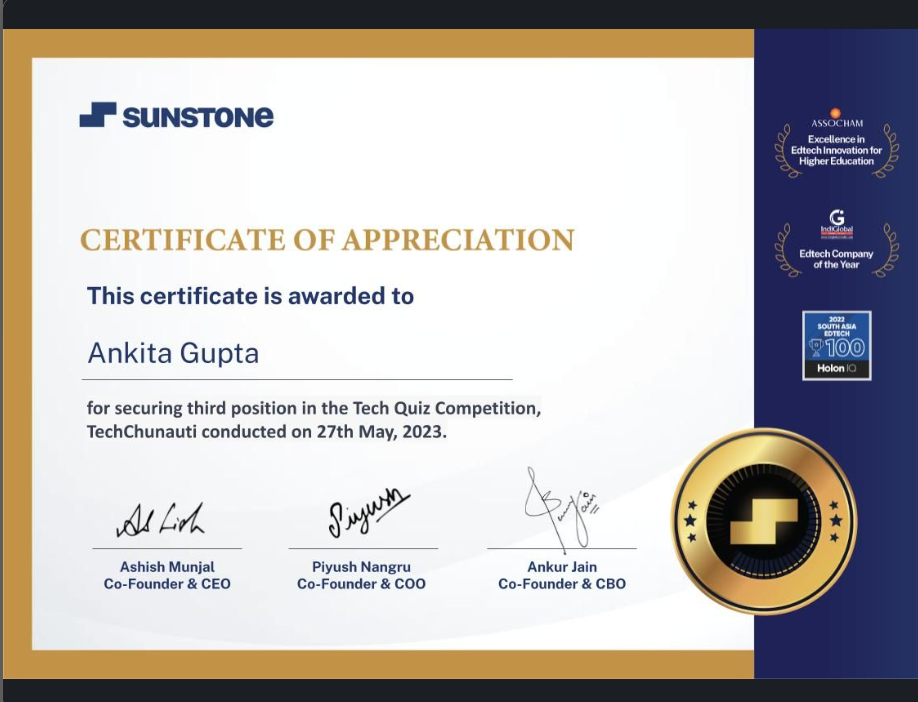 SUNSTONE
CERTIFICATE OF APPRECIATION
This certificate is awarded to
Ankita Gupta
for securing third position in the Tech Quiz Competition,
TechChunauti conducted on 27th May, 2023.
Piyush
Ashish Munjal
Co-Founder & CEO
Piyush Nangru
Co-Founder & COO
Ankur Jain
Co-Founder & CBO
ASSOCHAM
Excellence in
Edtech Innovation for
Higher Education
IndiGlobal
Edtech Company
of the Year
2022
SOUTH ASIA
EDTECH
100
HolonIQ